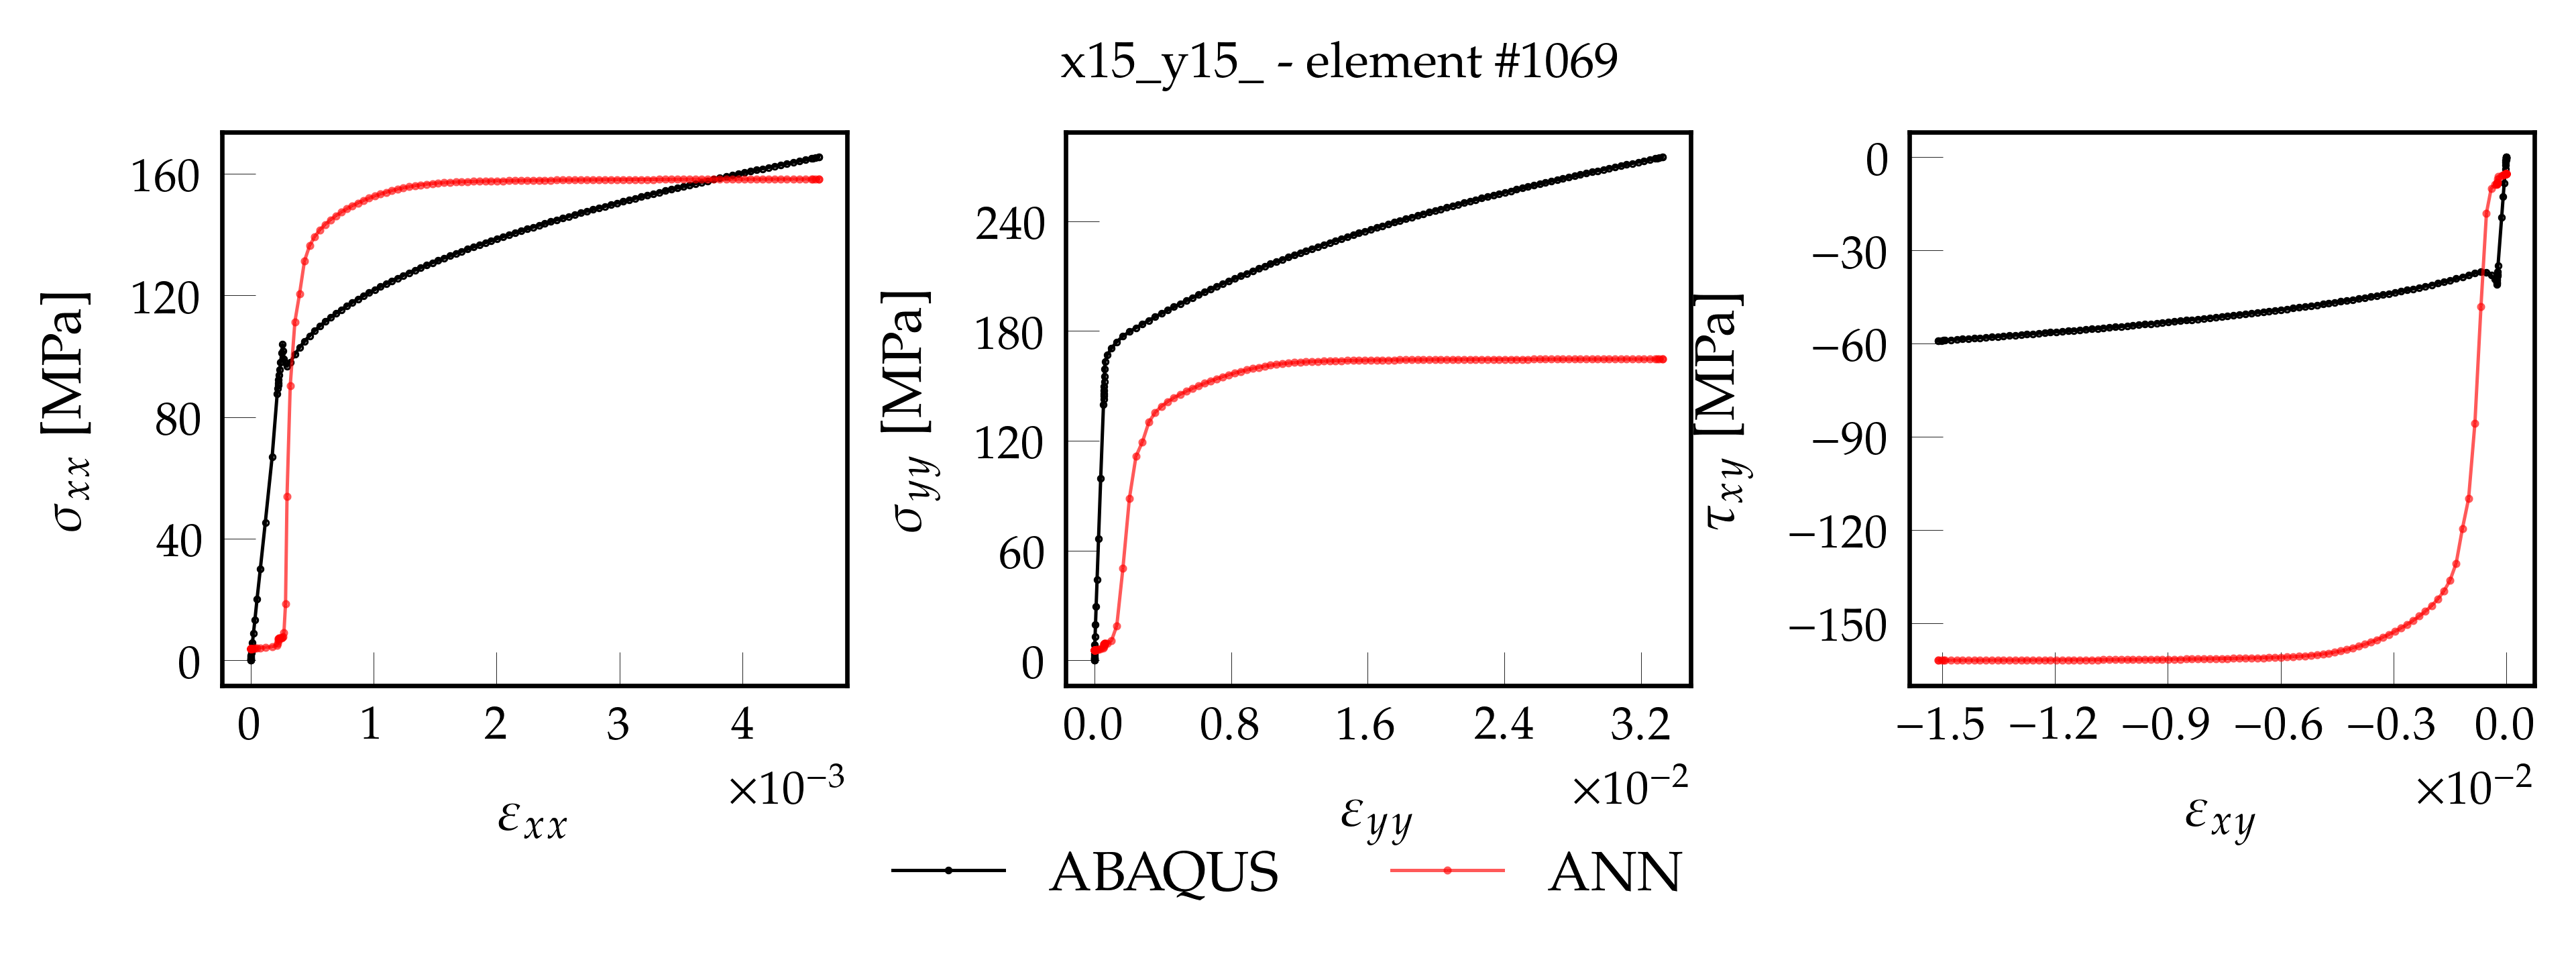 x15_y15_ - element #1069
σxx [MPa]
160
120
80
40
0
0 1 2 3 4
×10−3
εxx
σyy [MPa]
240
180
120
60
0
0.0 0.8 1.6 2.4 3.2
×10−2
εyy
τxy [MPa]
0
−30
−60
−90
−120
−150
−1.5 −1.2 −0.9 −0.6 −0.3 0.0
×10−2
εxy
ABAQUS ANN